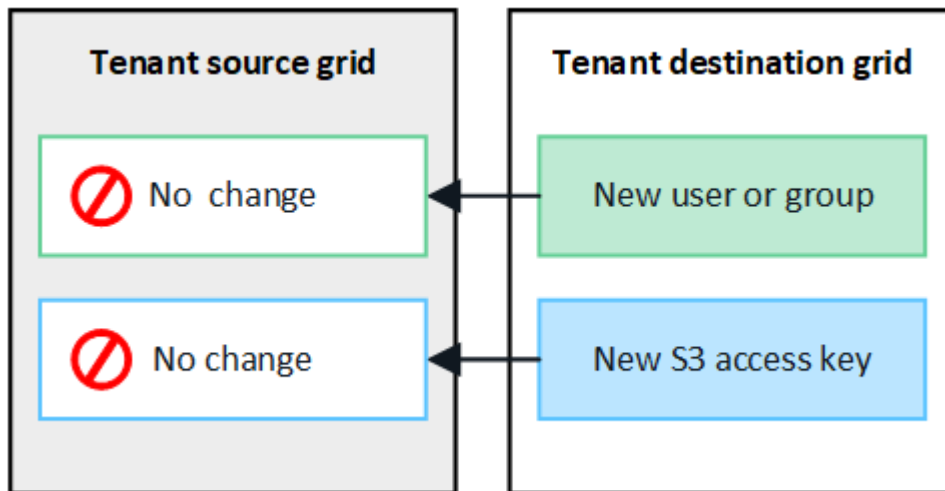 Tenant source grid
Tenant destination grid
No change
New user or group
No change
New S3 access key